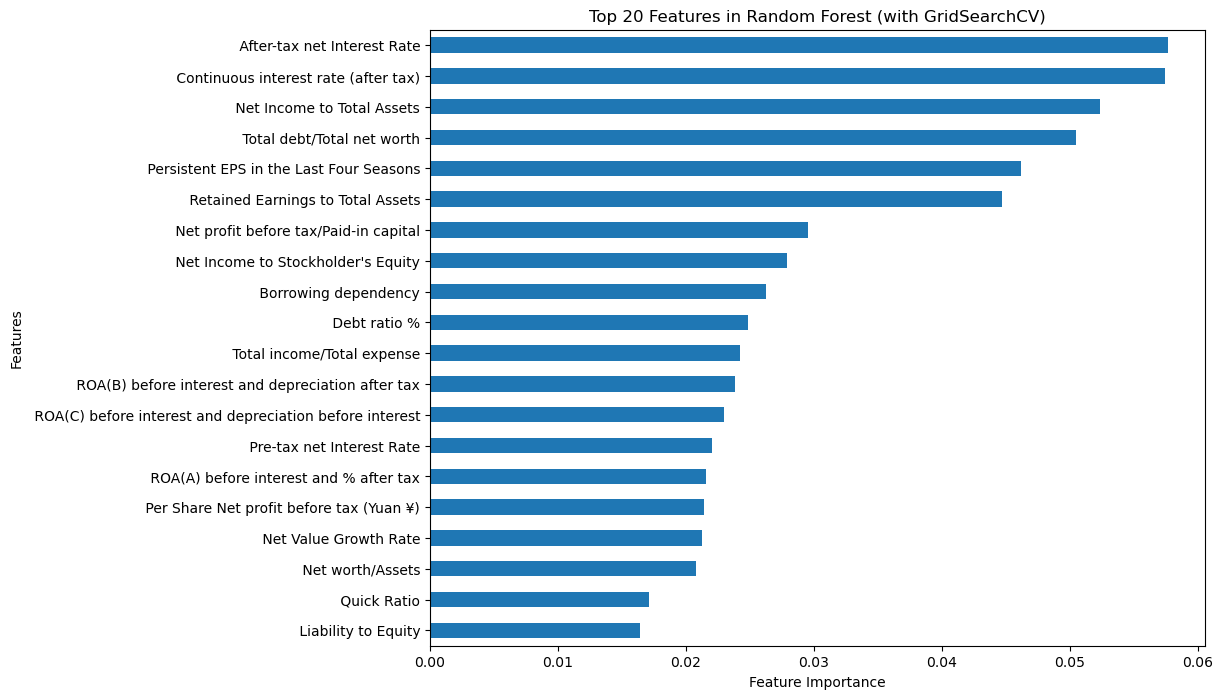 Top 20 Features in Random Forest (with GridSearchCV)
After-tax net Interest Rate
Continuous interest rate (after tax)
Net Income to Total Assets
Total debt/Total net worth
Persistent EPS in the Last Four Seasons
Retained Earnings to Total Assets
Net profit before tax/Paid-in capital
Net Income to Stockholder's Equity
Borrowing dependency
Debt ratio %
Total income/Total expense
ROA(B) before interest and depreciation after tax
ROA(C) before interest and depreciation before interest
Pre-tax net Interest Rate
ROA(A) before interest and % after tax
Per Share Net profit before tax (Yuan ¥)
Net Value Growth Rate
Net worth/Assets
Quick Ratio
Liability to Equity
Features
0.00 0.01 0.02 0.03 0.04 0.05 0.06
Feature Importance